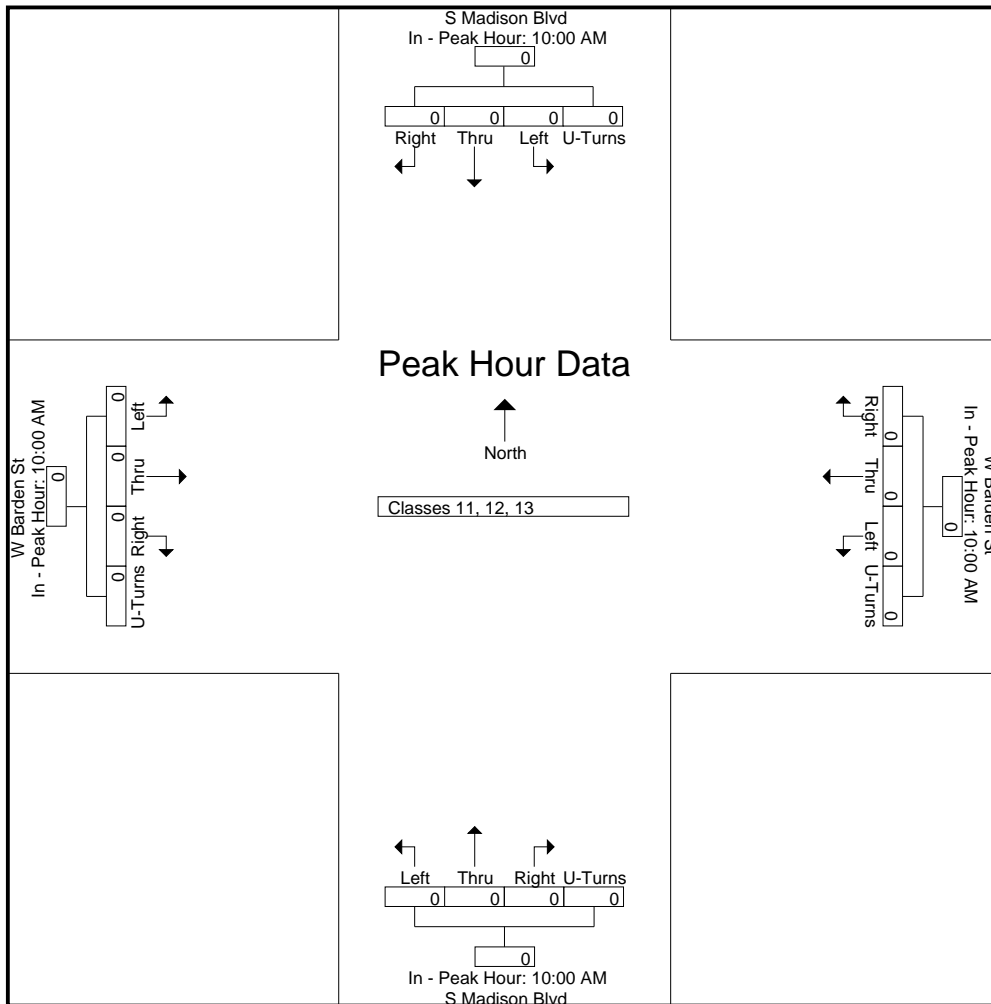 S Madison Blvd
In - Peak Hour: 10:00 AM
0
0 0 0 0
Right Thru Left U-Turns
Peak Hour Data
North
Classes 11, 12, 13
W Barden St
In - Peak Hour: 10:00 AM
0
0 0 0 0
Left Thru Right U-Turns
W Barden St
In - Peak Hour: 10:00 AM
0
0 0 0 0
Right Thru Left U-Turns
Left Thru Right U-Turns
0 0 0 0
0
In - Peak Hour: 10:00 AM
S Madison Blvd